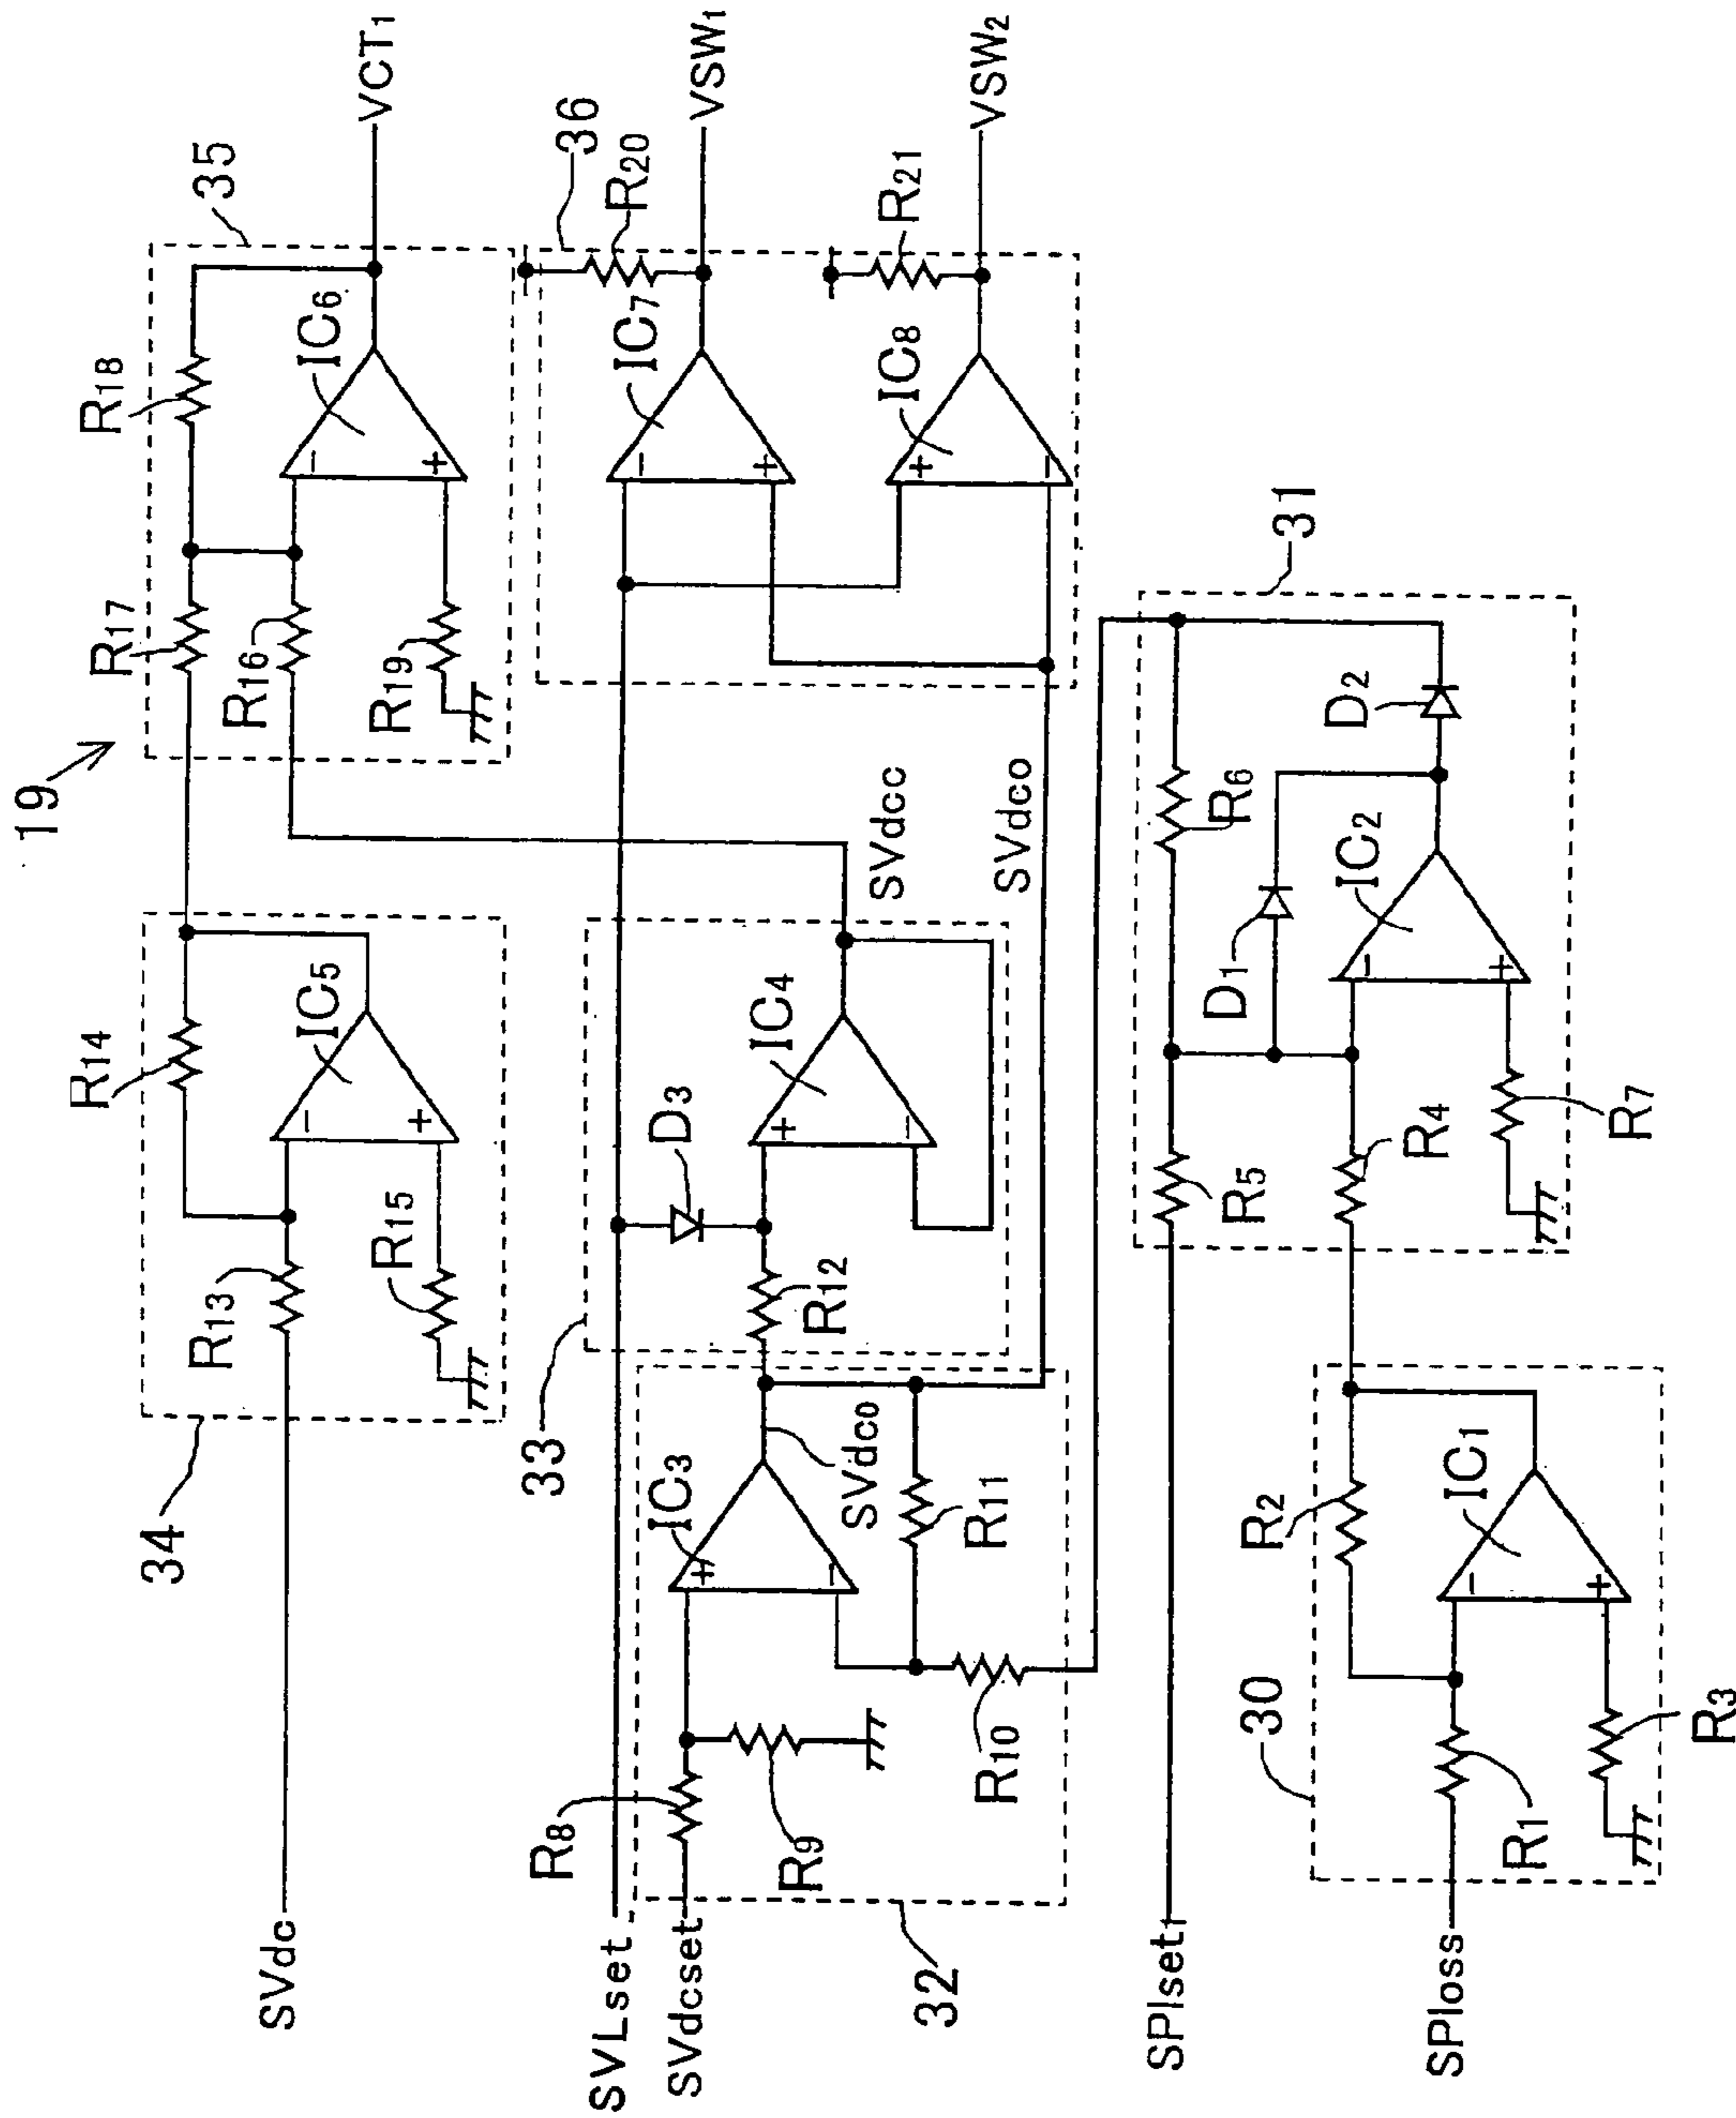 19
35
VCT1
R18
R17
IC6
R16
R19
34
R14
IC5
R13
R15
SVdc
36
R20
VSW1
IC7
R21
VSW2
IC8
33
D3
IC4
R12
SVdcc
SVdco
IC3
SVdco
R11
R8
R9
R10
SVLset
SVdcset
32
31
R6
D2
D1
IC2
R5
R4
R7
SPIset1
30
R2
IC1
R1
R3
SPIoss